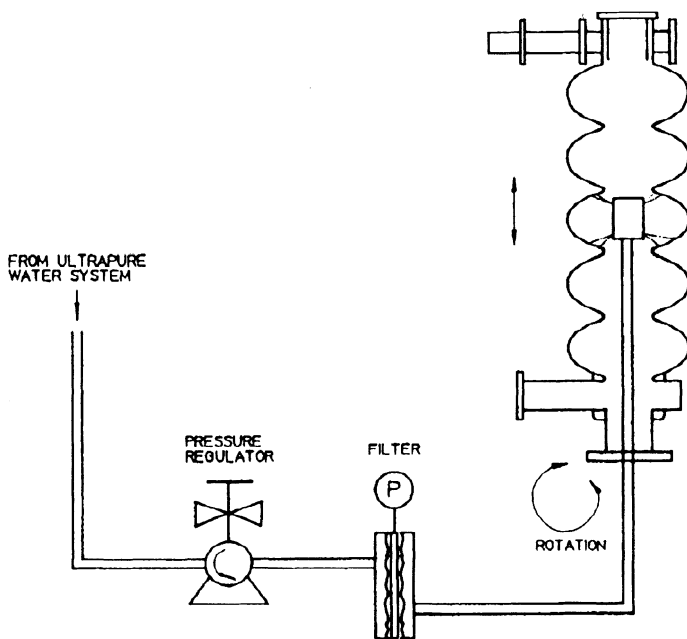 FROM ULTRAPURE
WATER SYSTEM
PRESSURE
REGULATOR
FILTER
P
ROTATION